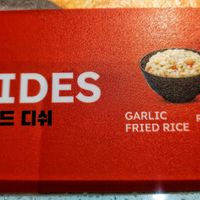 IDES
드 디쉬
GARLIC
FRIED RICE